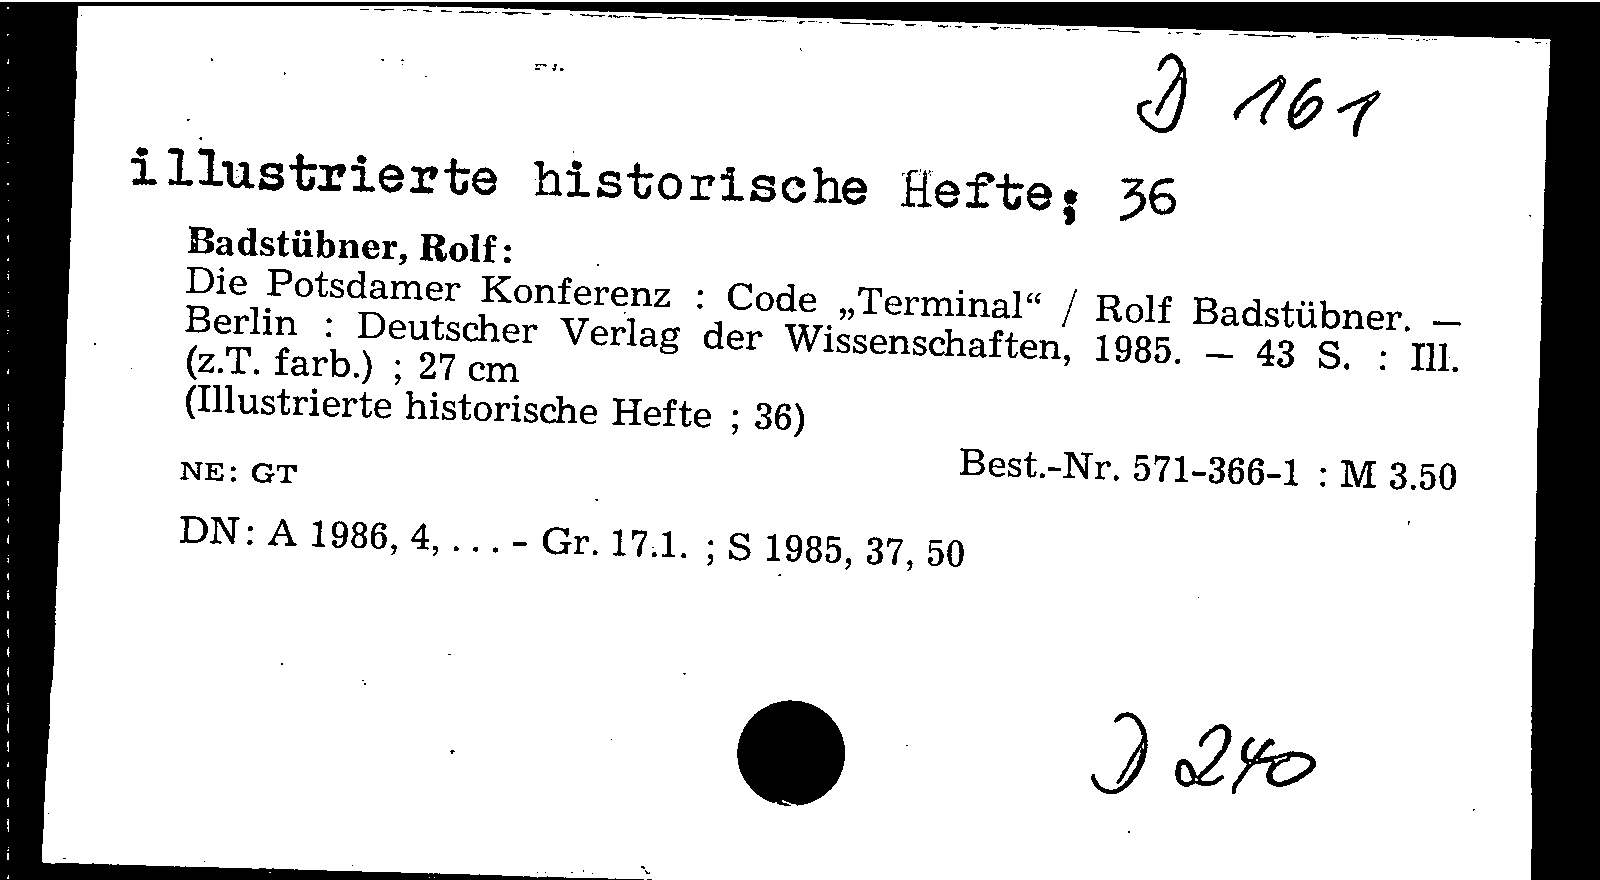 D 161
illustrierte historische Hefte; 36
Badstübner, Rolf:
Die Potsdamer Konferenz : Code „Terminal“ / Rolf Badstübner. —
Berlin : Deutscher Verlag der Wissenschaften, 1985. — 43 S. : Ill.
(z.T. farb.) ; 27 cm
(Illustrierte historische Hefte ; 36)
NE: GT Best.-Nr. 571-366-1 : M 3.50
DN: A 1986, 4, ... - Gr. 17.1. ; S 1985, 37, 50
D 240